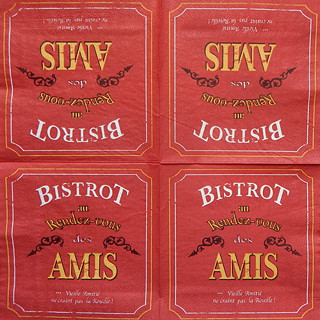 AMIS
des
Rendez-vous
au
BISTROT
... Vieille Amitié
ne craint pas la Rouille !
AMIS
des
Rendez-vous
au
BISTROT
... Vieille Amitié
ne craint pas la Rouille !
BISTROT
au
Rendez-vous
des
AMIS
... Vieille Amitié
ne craint pas la Rouille !
BISTROT
au
Rendez-vous
des
AMIS
... Vieille Amitié
ne craint pas la Rouille !